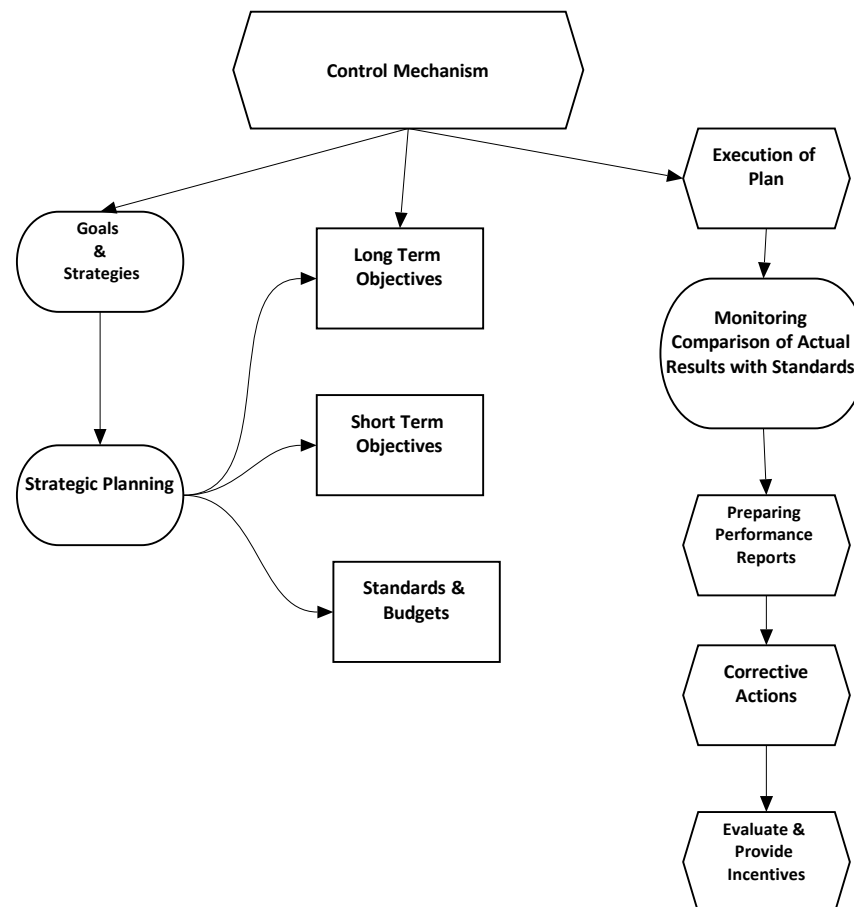 Control Mechanism
Execution of
Plan
Goals
&
Strategies
Long Term
Objectives
Monitoring
Comparison of Actual
Results with Standards
Short Term
Objectives
Strategic Planning
Preparing
Performance
Reports
Standards &
Budgets
Corrective
Actions
Evaluate &
Provide
Incentives